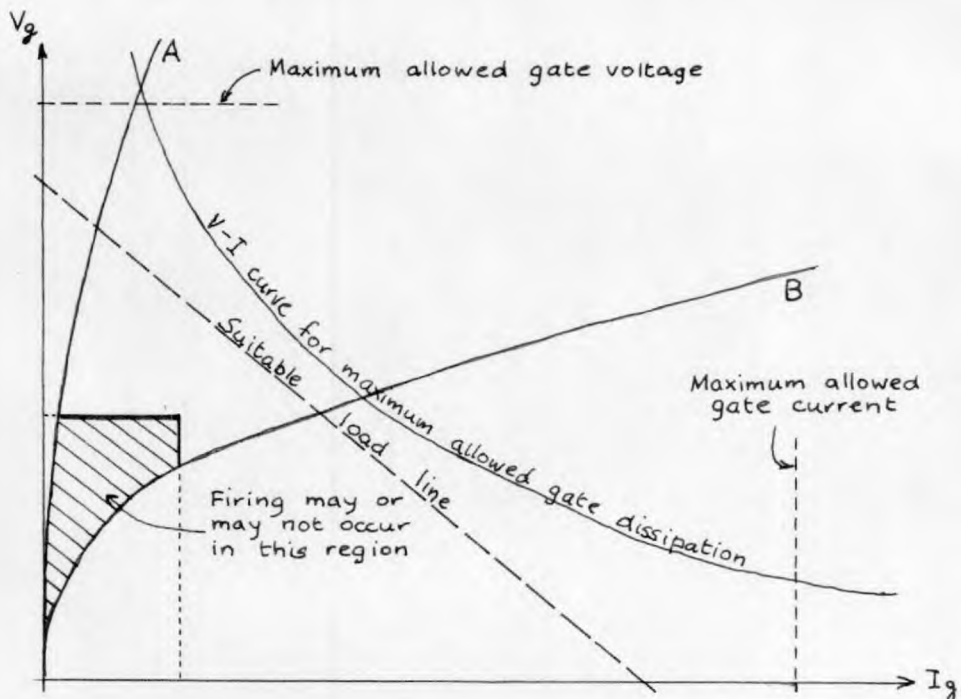 Vg
A
Maximum allowed gate voltage
V-I curve for maximum allowed gate dissipation
Suitable load line
B
Maximum allowed
gate current
Firing may or
may not occur
in this region
Ig